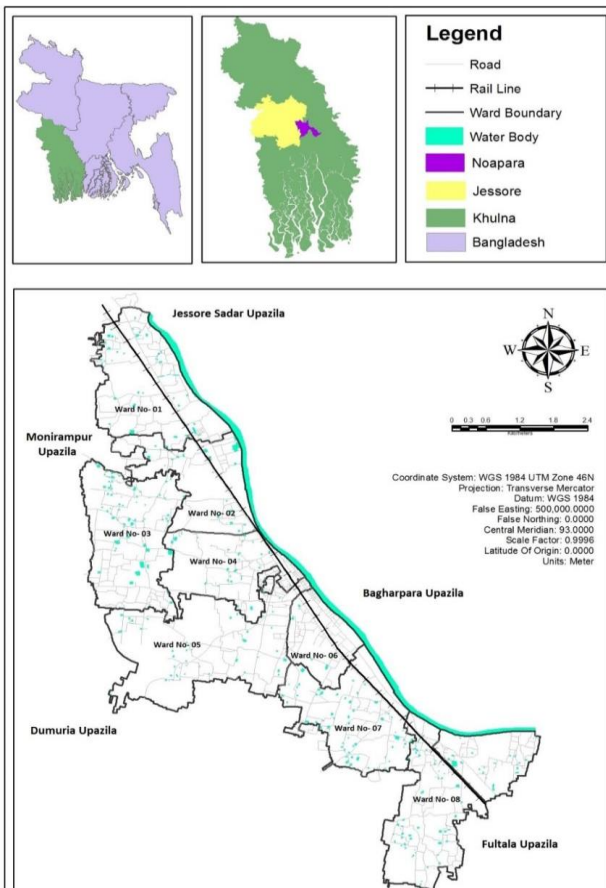 Legend
Road
Rail Line
Ward Boundary
Water Body
Noapara
Jessore
Khulna
Bangladesh
Jessore Sadar Upazila
N
W E
S
Ward No- 01
0 0.3 0.6 1.2 1.8 2.4
Kilometers
Monirampur
Upazila
Coordinate System: WGS 1984 UTM Zone 46N
Projection: Transverse Mercator
Datum: WGS 1984
False Easting: 500,000.0000
False Northing: 0.0000
Central Meridian: 93.0000
Scale Factor: 0.9996
Latitude Of Origin: 0.0000
Units: Meter
Ward No- 02
Ward No- 03
Ward No- 04
Bagharpara Upazila
Ward No- 05
Ward No- 06
Dumuria Upazila
Ward No- 07
Ward No- 08
Fultala Upazila